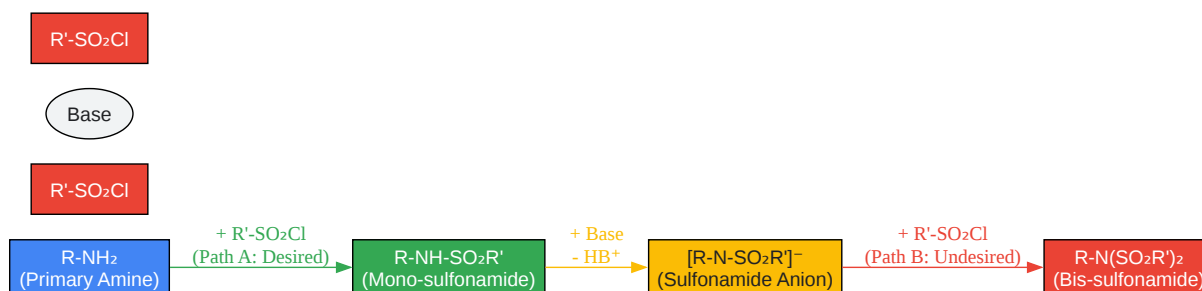 R'-SO₂Cl
Base
R'-SO₂Cl
R-NH₂
(Primary Amine)
+ R'-SO₂Cl
(Path A: Desired)
R-NH-SO₂R'
(Mono-sulfonamide)
+ Base
- HB⁺
[R-N-SO₂R']⁻
(Sulfonamide Anion)
+ R'-SO₂Cl
(Path B: Undesired)
R-N(SO₂R')₂
(Bis-sulfonamide)